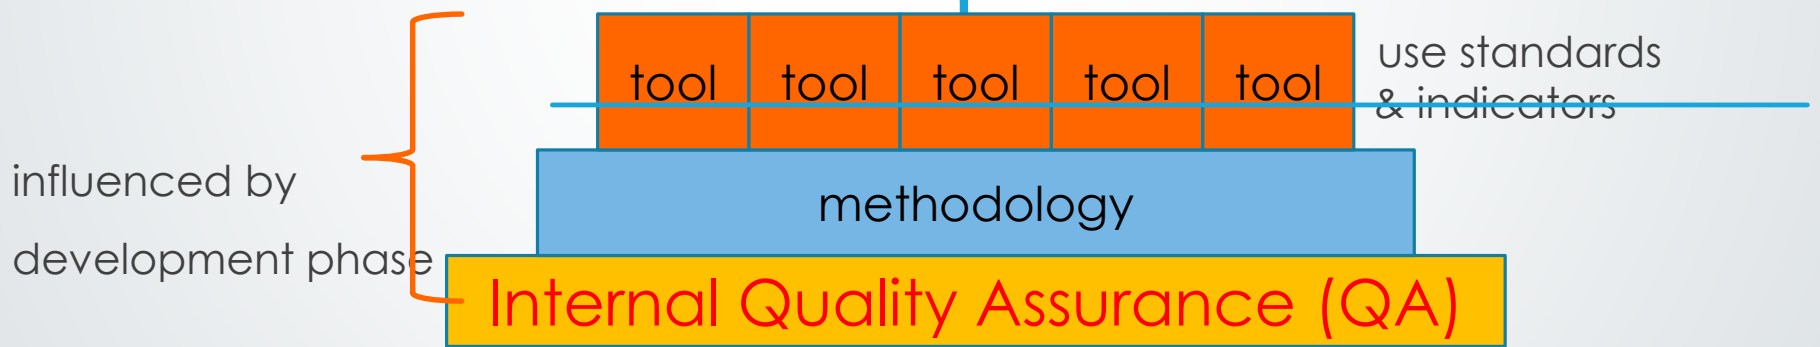 tool tool tool tool tool
use standards
& indicators
influenced by
development phase
methodology
Internal Quality Assurance (QA)